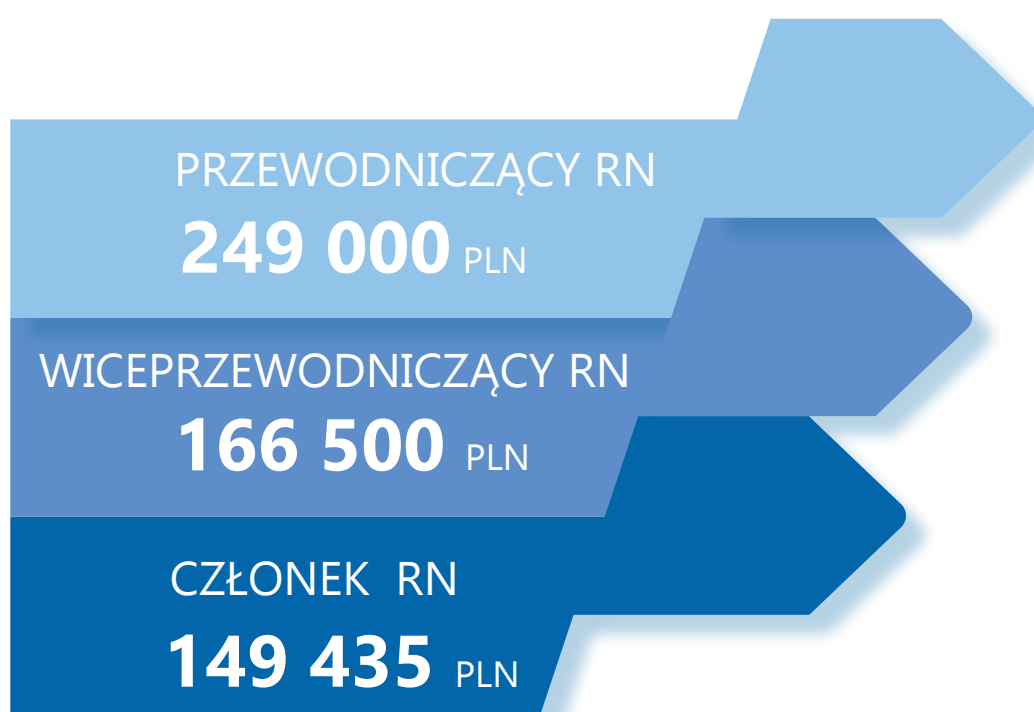 PRZEWODNICZĄCY RN
249 000 PLN
WICEPRZEWODNICZĄCY RN
166 500 PLN
CZŁONEK RN
149 435 PLN